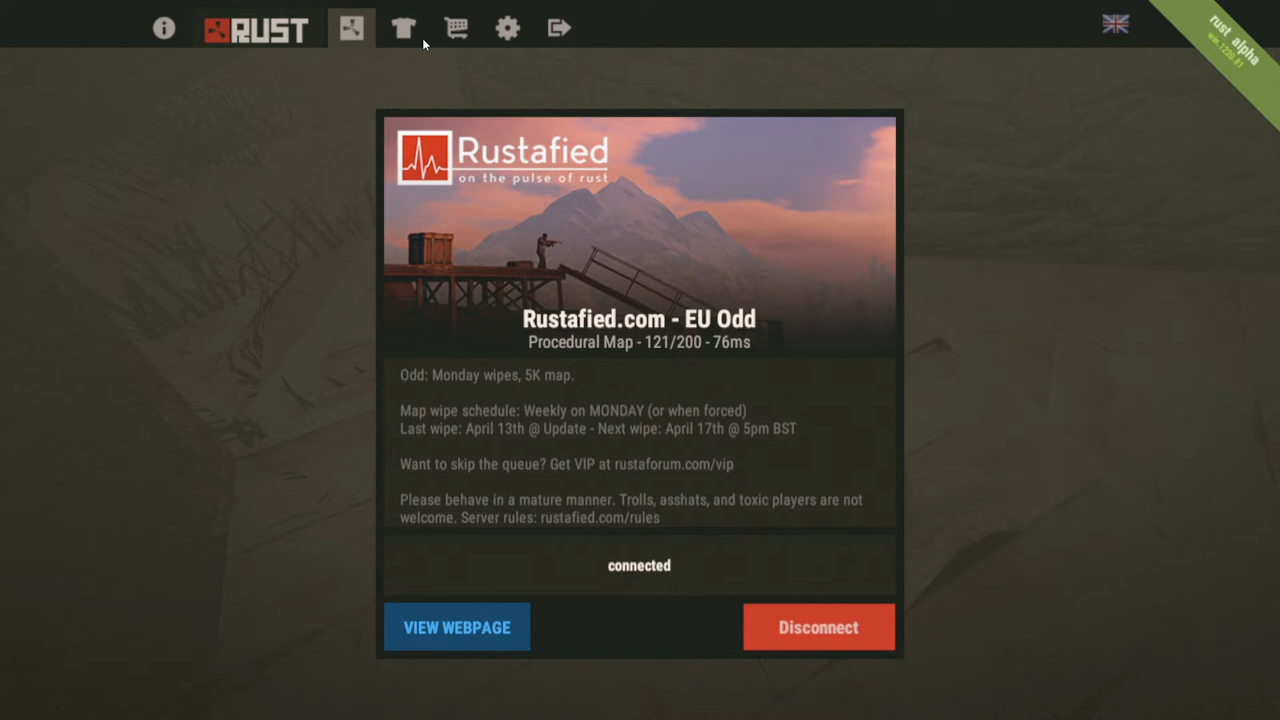 RUST
rust alpha
Rustafied
on the pulse of rust
Rustafied.com - EU Odd
Procedural Map - 121/200 - 76ms
Odd: Monday wipes, 5K map.
Map wipe schedule: Weekly on MONDAY (or when forced)
Last wipe: April 13th @ Update - Next wipe: April 17th @ 5pm BST
Want to skip the queue? Get VIP at rustaforum.com/vip
Please behave in a mature manner. Trolls, asshats, and toxic players are not
welcome. Server rules: rustafied.com/rules
connected
VIEW WEBPAGE
Disconnect